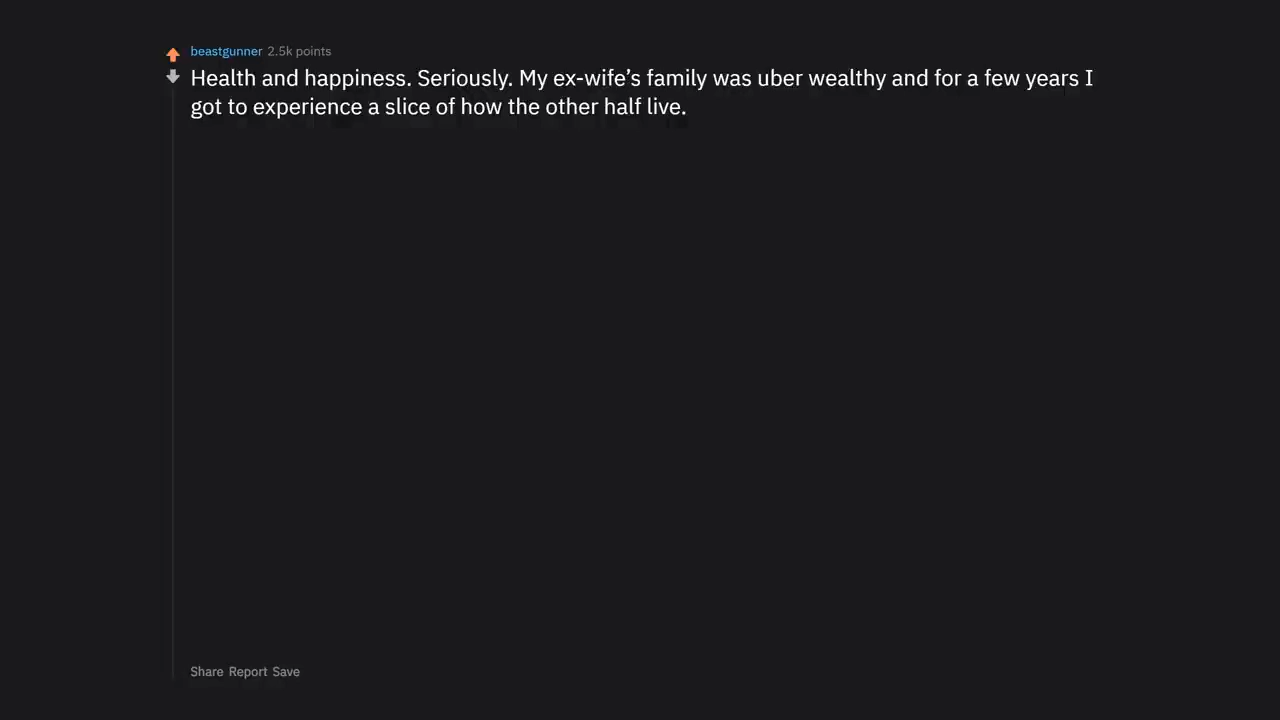 beastgunner 2.5k points
Health and happiness. Seriously. My ex-wife’s family was uber wealthy and for a few years I
got to experience a slice of how the other half live.
Share Report Save